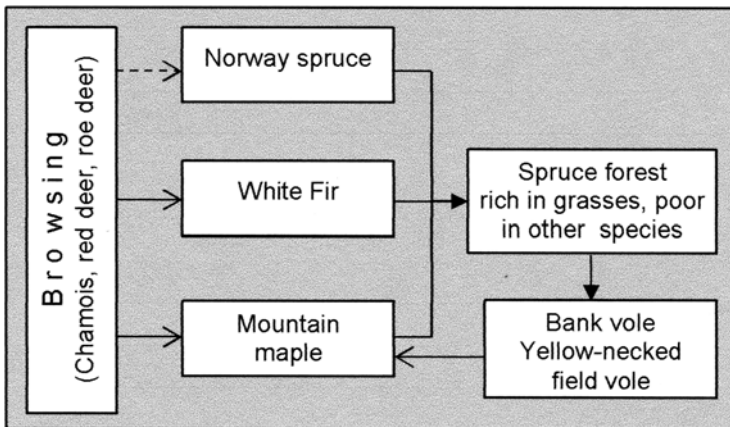 B r o w s i n g
(Chamois, red deer, roe deer)
Norway spruce
White Fir
Mountain
maple
Spruce forest
rich in grasses, poor
in other species
Bank vole
Yellow-necked
field vole